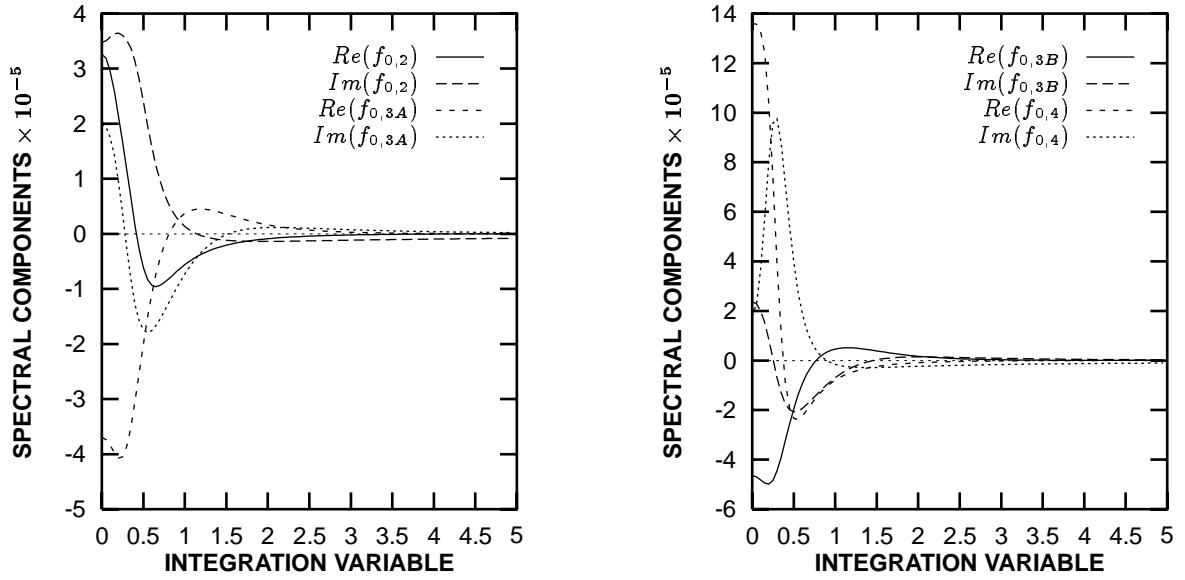 SPECTRAL COMPONENTS × 10⁻⁵
4
3
2
1
0
-1
-2
-3
-4
-5
Re(f₀,₂)
Im(f₀,₂)
Re(f₀,₃A)
Im(f₀,₃A)
0 0.5 1 1.5 2 2.5 3 3.5 4 4.5 5
INTEGRATION VARIABLE
SPECTRAL COMPONENTS × 10⁻⁵
14
12
10
8
6
4
2
0
-2
-4
-6
Re(f₀,₃B)
Im(f₀,₃B)
Re(f₀,₄)
Im(f₀,₄)
0 0.5 1 1.5 2 2.5 3 3.5 4 4.5 5
INTEGRATION VARIABLE